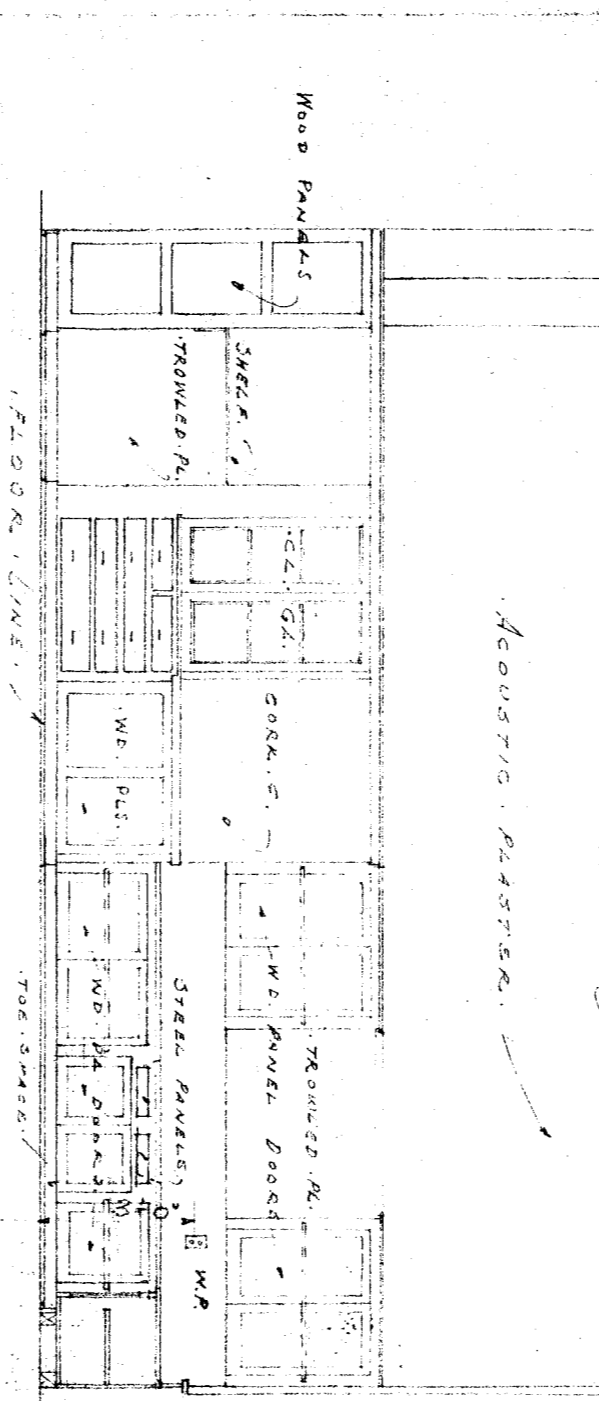 WOOD PANELS
SHELF.
.TROWLED.PL.
.FLOOR.LINE.
.CL. GL.
.ACOUSTIC.PLASTER.
.WD. PLS.
CORK.
WD. PANEL DOORS
.TROWLED.PL.
STEEL PANELS
.WD. DOORS
.TOE.SPACE.
W.P.